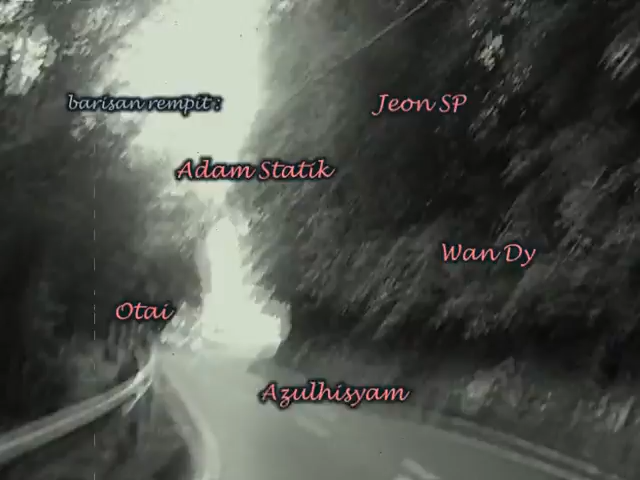 barisan rempit :
Jeon SP
Adam Statik
Wan Dy
Otai
Azulhisyam